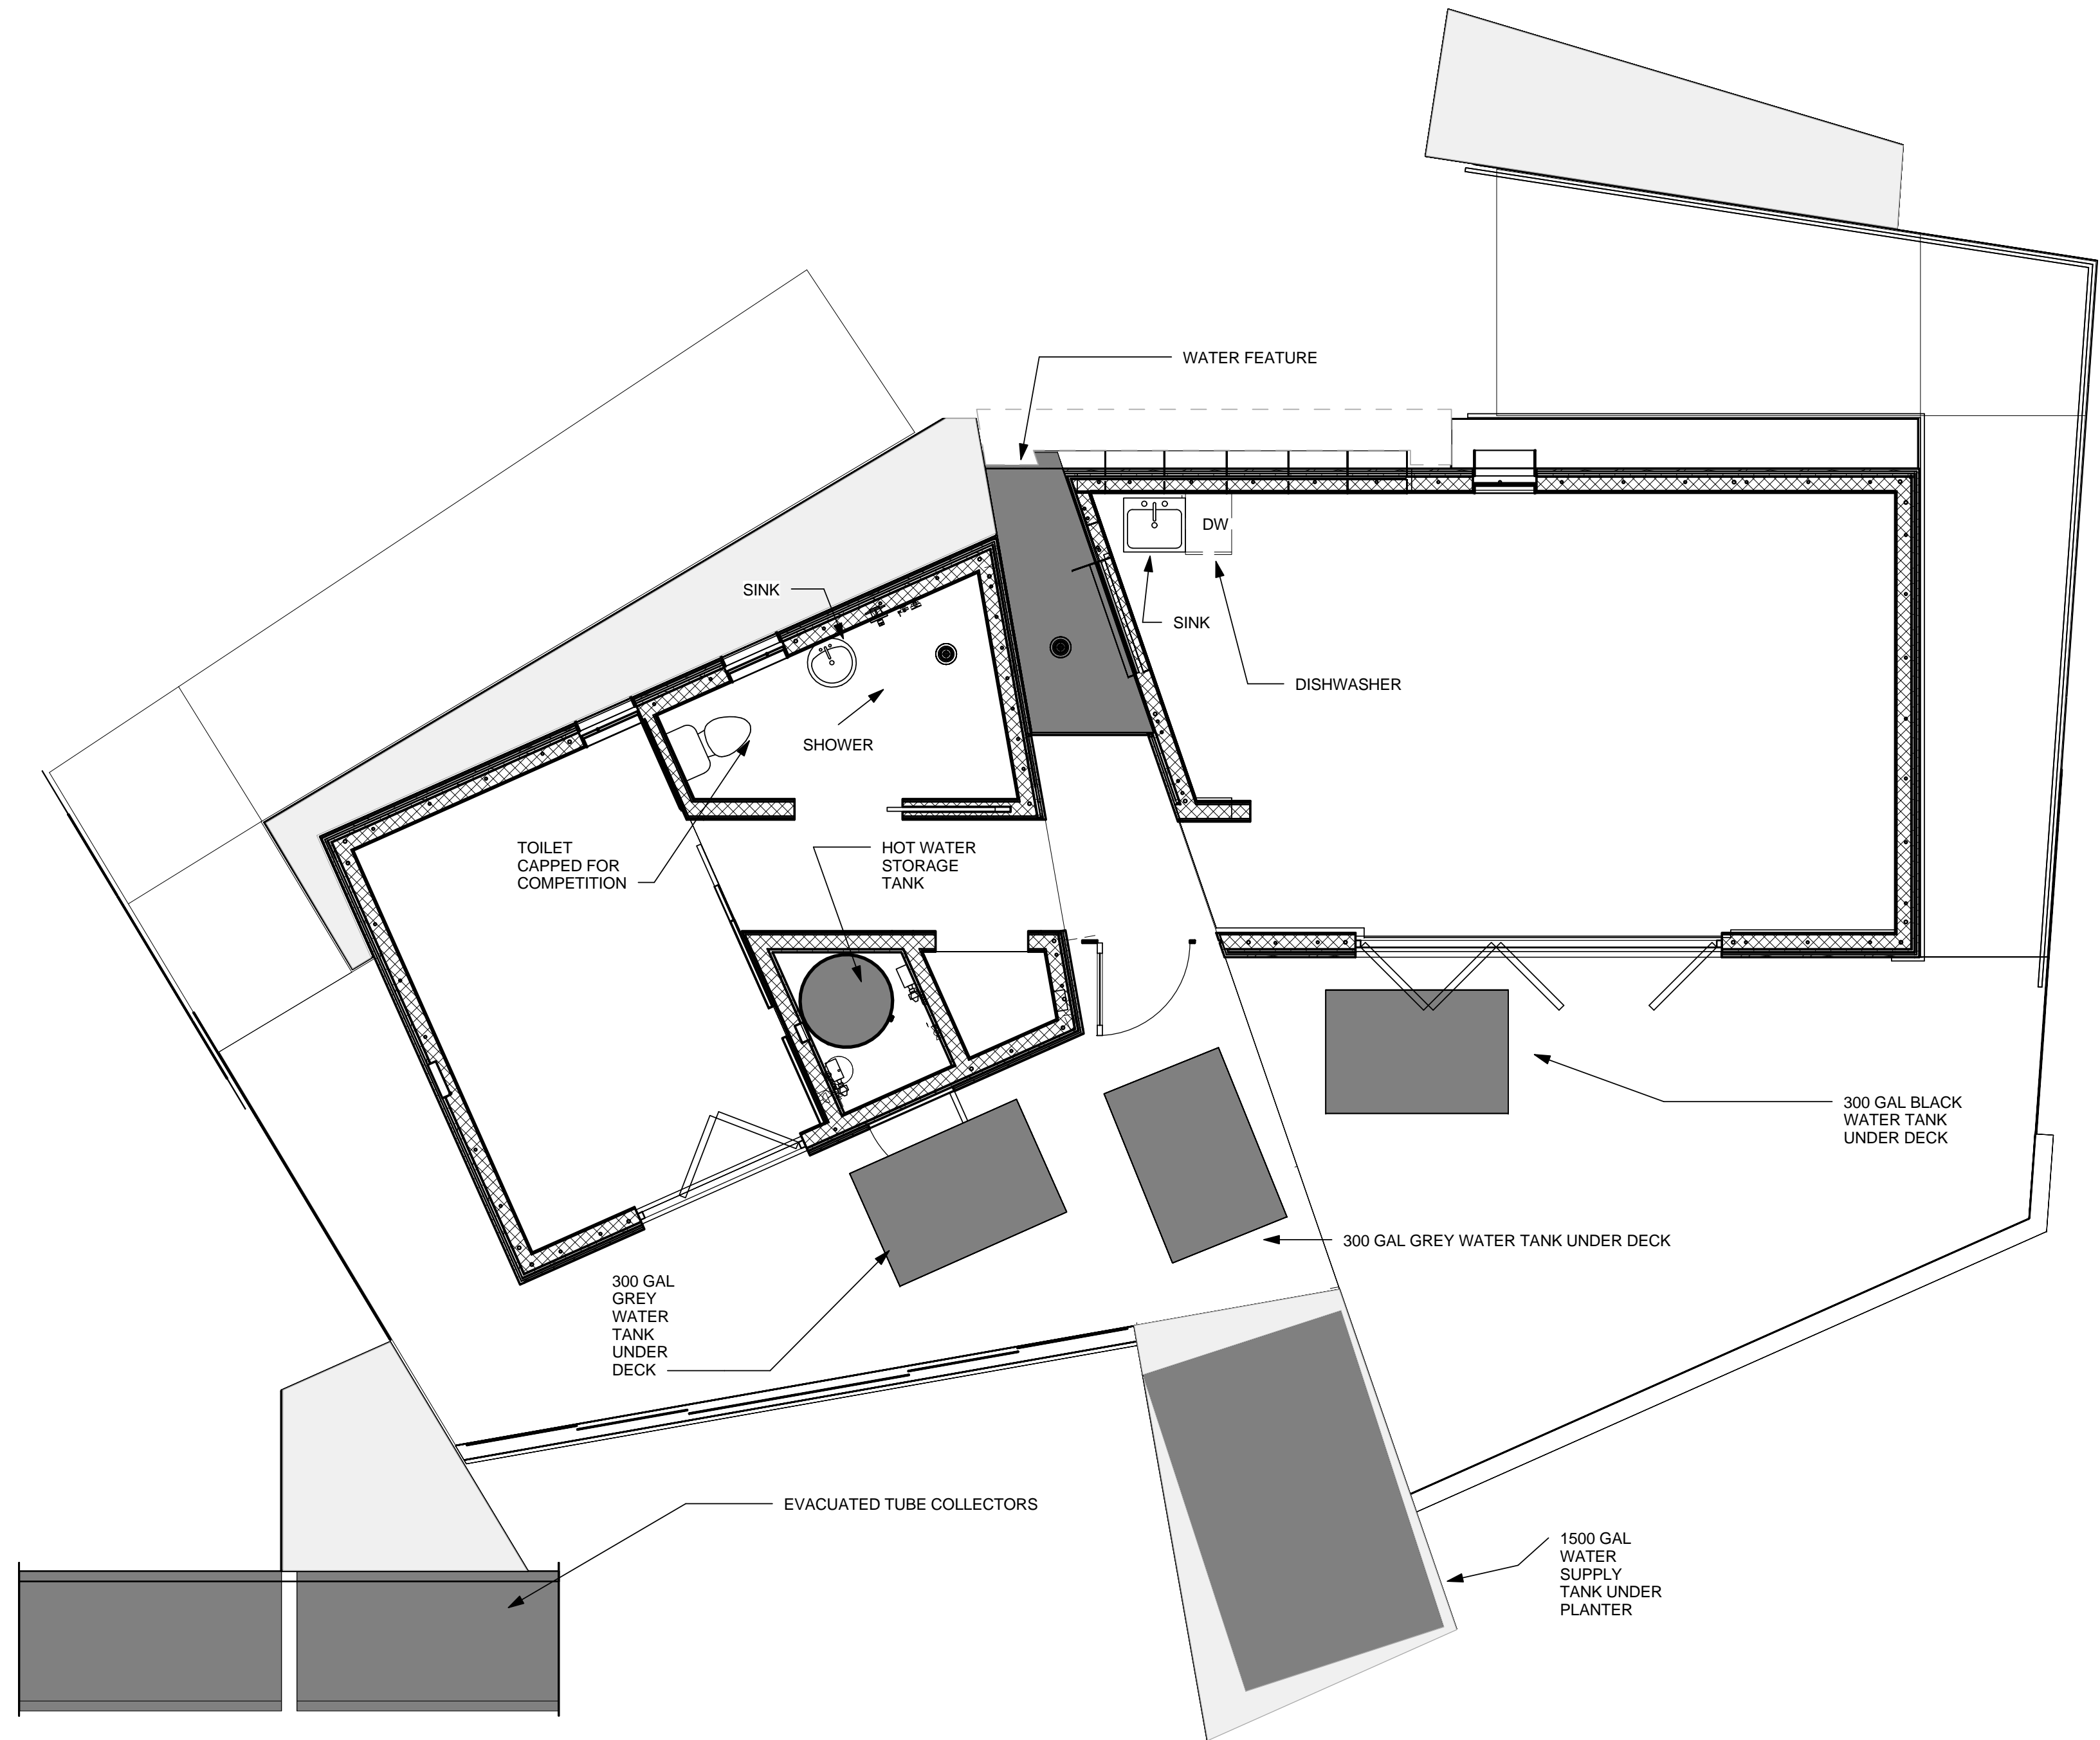 WATER FEATURE
DW
SINK
SINK
DISHWASHER
SHOWER
TOILET
CAPPED FOR
COMPETITION
HOT WATER
STORAGE
TANK
300 GAL BLACK
WATER TANK
UNDER DECK
300 GAL GREY WATER TANK UNDER DECK
300 GAL
GREY
WATER
TANK
UNDER
DECK
EVACUATED TUBE COLLECTORS
1500 GAL
WATER
SUPPLY
TANK UNDER
PLANTER